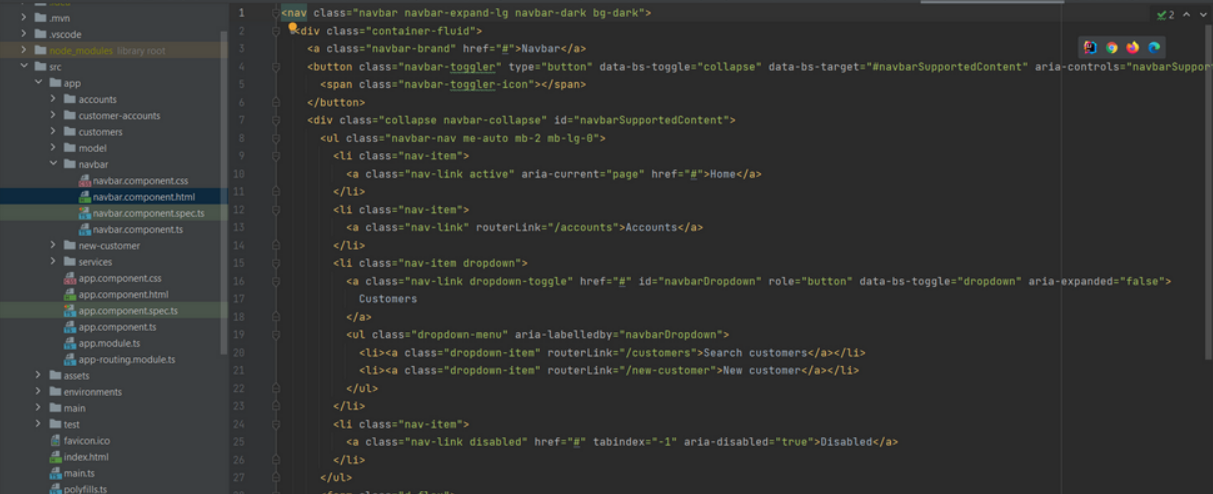 .mvn
.vscode
node_modules library root
src
app
accounts
customer-accounts
customers
model
navbar
navbar.component.css
navbar.component.html
navbar.component.spec.ts
navbar.component.ts
new-customer
services
app.component.css
app.component.html
app.component.spec.ts
app.component.ts
app.module.ts
app-routing.module.ts
assets
environments
main
test
favicon.ico
index.html
main.ts
polyfills.ts
1 <nav class="navbar navbar-expand-lg navbar-dark bg-dark">
2 <div class="container-fluid">
3 <a class="navbar-brand" href="#">Navbar</a>
4 <button class="navbar-toggler" type="button" data-bs-toggle="collapse" data-bs-target="#navbarSupportedContent" aria-controls="navbarSuppor
5 <span class="navbar-toggler-icon"></span>
6 </button>
7 <div class="collapse navbar-collapse" id="navbarSupportedContent">
8 <ul class="navbar-nav me-auto mb-2 mb-lg-0">
9 <li class="nav-item">
10 <a class="nav-link active" aria-current="page" href="#">Home</a>
11 </li>
12 <li class="nav-item">
13 <a class="nav-link" routerLink="/accounts">Accounts</a>
14 </li>
15 <li class="nav-item dropdown">
16 <a class="nav-link dropdown-toggle" href="#" id="navbarDropdown" role="button" data-bs-toggle="dropdown" aria-expanded="false">
17 Customers
18 </a>
19 <ul class="dropdown-menu" aria-labelledby="navbarDropdown">
20 <li><a class="dropdown-item" routerLink="/customers">Search customers</a></li>
21 <li><a class="dropdown-item" routerLink="/new-customer">New customer</a></li>
22 </ul>
23 </li>
24 <li class="nav-item">
25 <a class="nav-link disabled" href="#" tabindex="-1" aria-disabled="true">Disabled</a>
26 </li>
27 </ul>
2